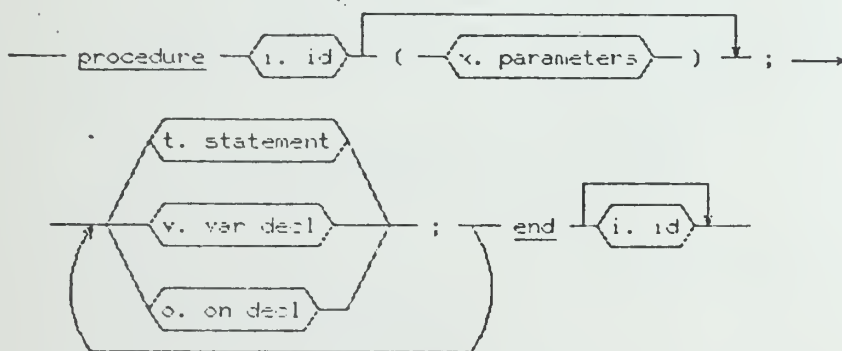 procedure i. id ( x. parameters ) ;
t. statement
v. var decl ; end i. id
o. on decl